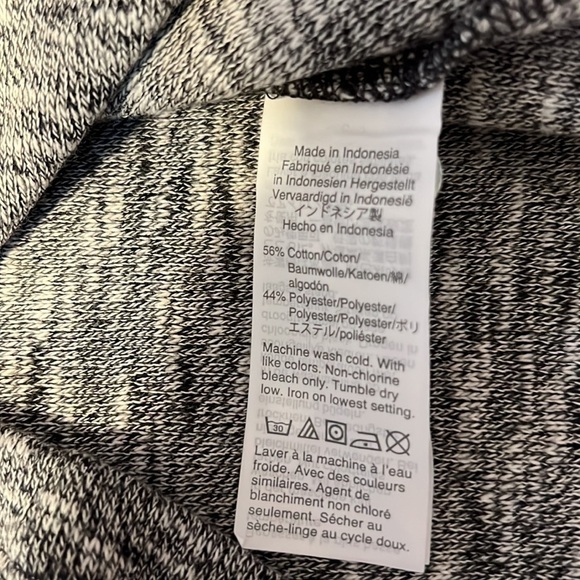 Made in Indonesia
Fabriqué en Indonésie
in Indonesien Hergestellt
Vervaardigd in Indonesië
インドネシア製
Hecho en Indonesia
56% Cotton/Coton/
Baumwolle/Katoen/綿/
algodón
44% Polyester/Polyester/
Polyester/Polyester/ポリ
エステル/poliéster
Machine wash cold. With
like colors. Non-chlorine
bleach only. Tumble dry
low. Iron on lowest setting.
30
Laver à la machine à l'eau
froide. Avec des couleurs
similaires. Agent de
blanchiment non chloré
seulement. Sécher au
sèche-linge au cycle doux.